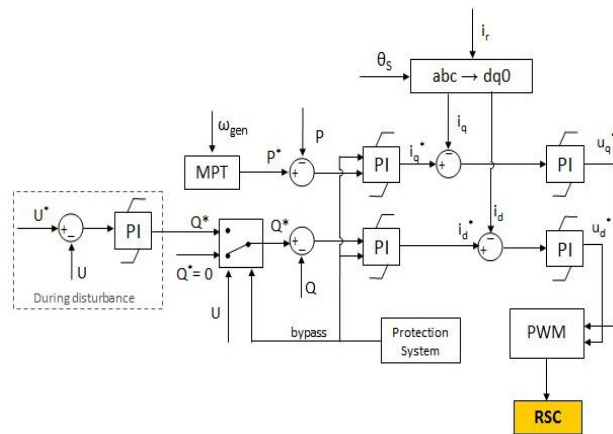 i_r
θ_S
abc → dq0
ω_gen
P
i_q
MPT
P*
PI
i_q*
PI
u_q*
U*
PI
Q*
Q*
PI
i_d*
i_d
PI
u_d*
U
Q*= 0
Q
During disturbance
U
bypass
Protection
System
PWM
RSC